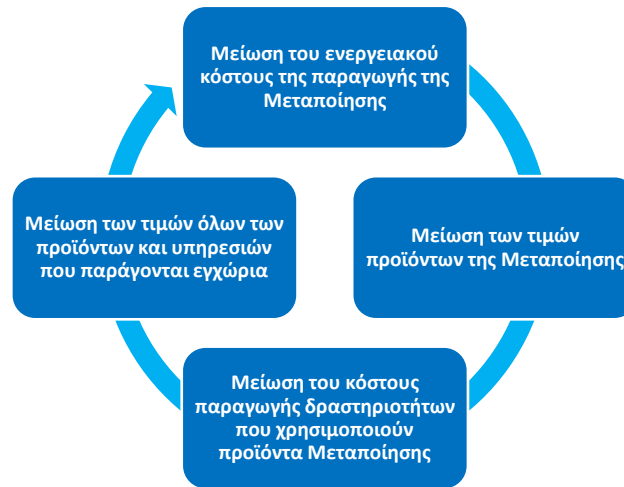 Μείωση του ενεργειακού
κόστους της παραγωγής της
Μεταποίησης
Μείωση των τιμών
προϊόντων της Μεταποίησης
Μείωση του κόστους
παραγωγής δραστηριοτήτων
που χρησιμοποιούν
προϊόντα Μεταποίησης
Μείωση των τιμών όλων των
προϊόντων και υπηρεσιών
που παράγονται εγχώρια